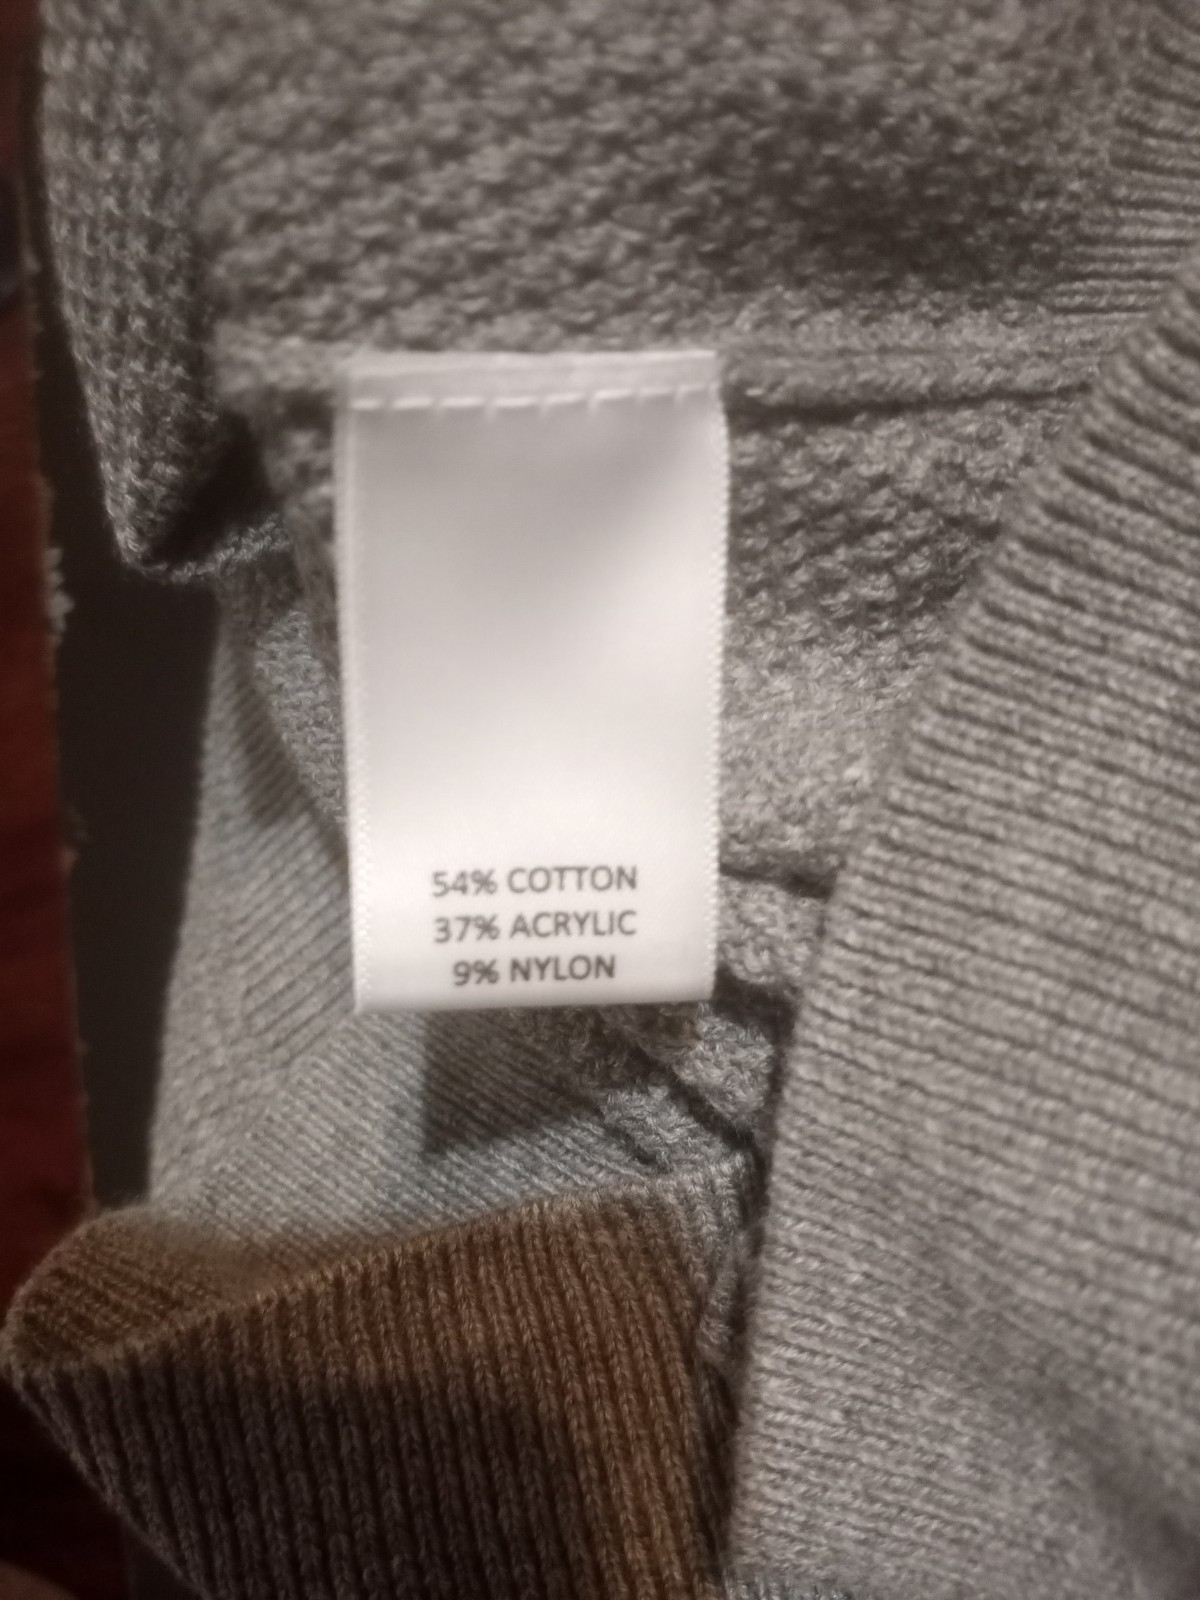 54% COTTON
37% ACRYLIC
9% NYLON